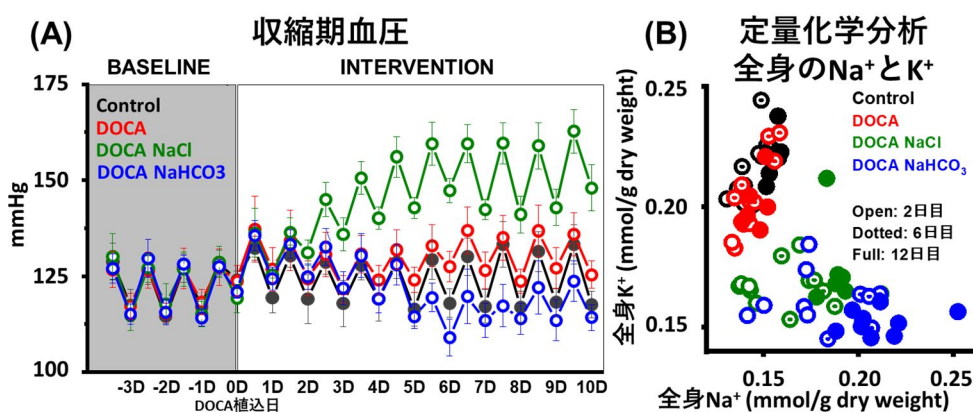 (A)
収縮期血圧
BASELINE
INTERVENTION
175
150
125
100
mmHg
Control
DOCA
DOCA NaCl
DOCA NaHCO3
-3D
-2D
-1D
0D
1D
2D
3D
4D
5D
6D
7D
8D
9D
10D
DOCA植込日
(B)
定量化学分析
全身のNa⁺とK⁺
Control
DOCA
DOCA NaCl
DOCA NaHCO₃
Open: 2日目
Dotted: 6日目
Full: 12日目
0.25
0.20
0.15
全身K⁺ (mmol/g dry weight)
0.15
0.20
0.25
全身Na⁺ (mmol/g dry weight)